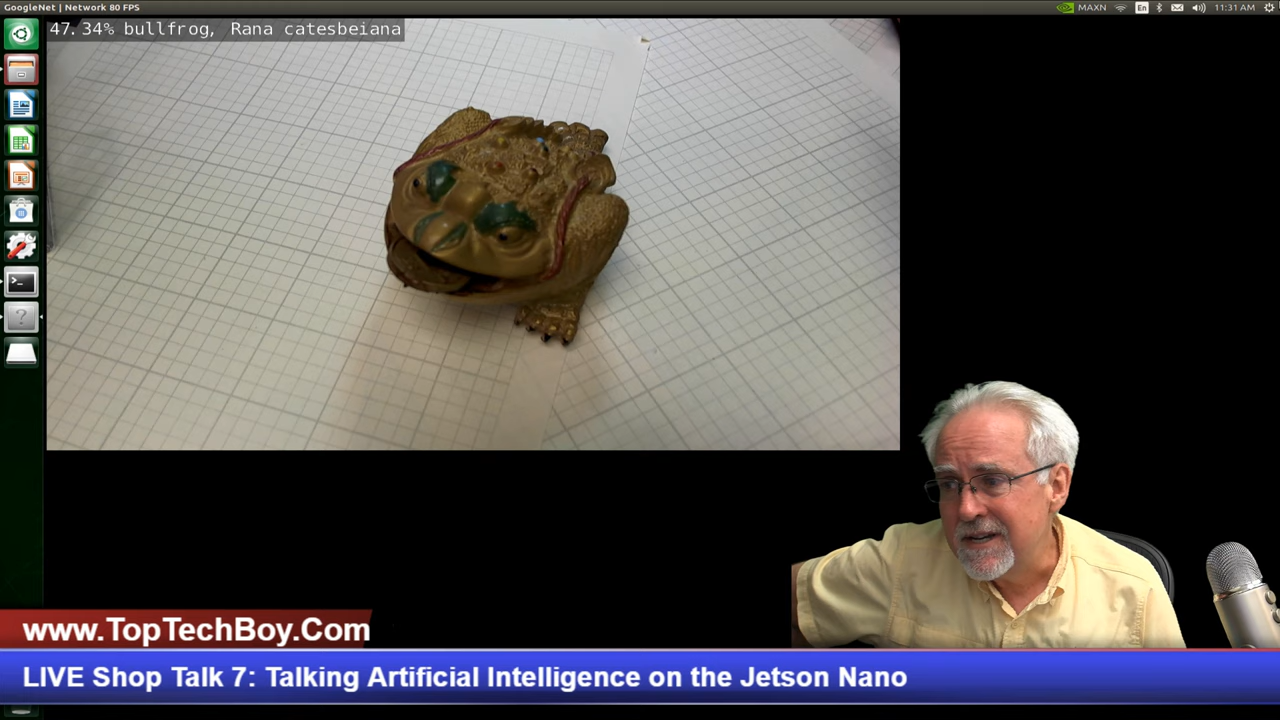 GoogleNet | Network 80 FPS
MAXN
En
11:31 AM
47.34% bullfrog, Rana catesbeiana
www.TopTechBoy.Com
LIVE Shop Talk 7: Talking Artificial Intelligence on the Jetson Nano